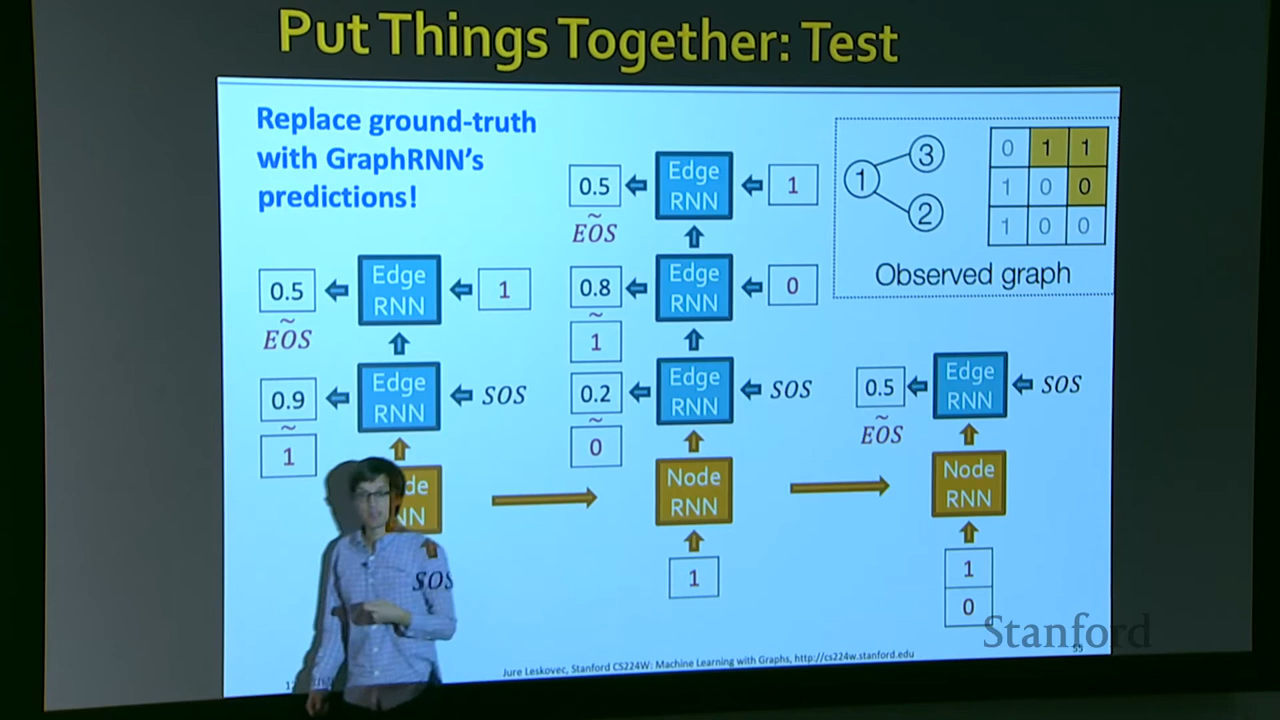 Put Things Together: Test
Replace ground-truth
with GraphRNN's
predictions!
0.5
Edge
RNN
1
~
EOS
0.9
Edge
RNN
SOS
~
1
SOS
0.5
Edge
RNN
1
~
EOS
0.8
Edge
RNN
0
~
1
0.2
Edge
RNN
SOS
~
0
Node
RNN
1
0.5
Edge
RNN
SOS
~
EOS
Node
RNN
1
0
1
3
2
0 1 1
1 0 0
1 0 0
Observed graph
Jure Leskovec, Stanford CS224W: Machine Learning with Graphs, http://cs224w.stanford.edu
Stanford